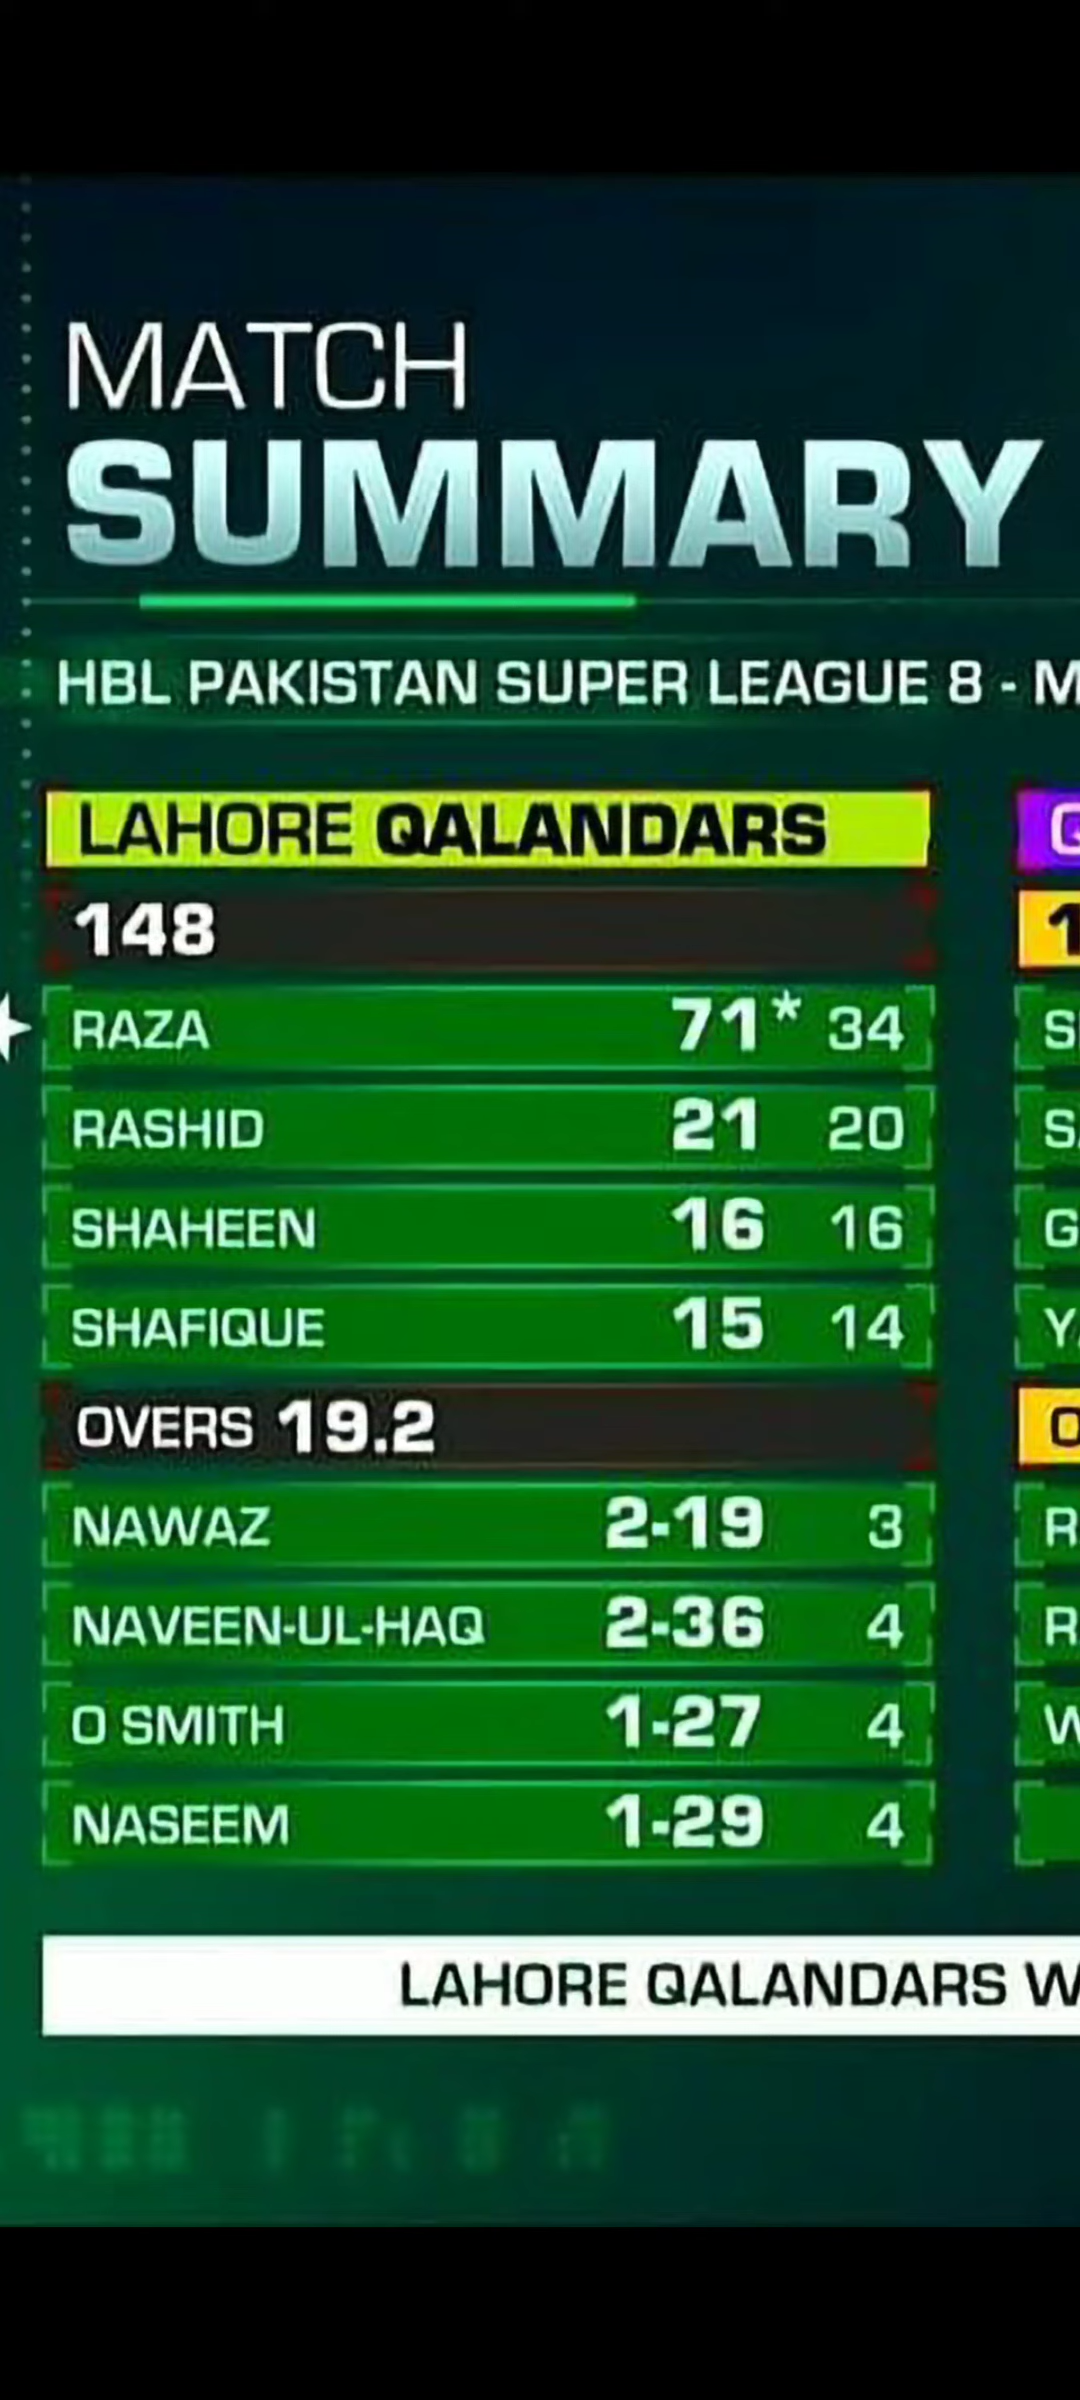 MATCH
SUMMARY
HBL PAKISTAN SUPER LEAGUE 8 - M
LAHORE QALANDARS
148
RAZA 71* 34
RASHID 21 20
SHAHEEN 16 16
SHAFIQUE 15 14
OVERS 19.2
NAWAZ 2-19 3
NAVEEN-UL-HAQ 2-36 4
O SMITH 1-27 4
NASEEM 1-29 4
LAHORE QALANDARS W